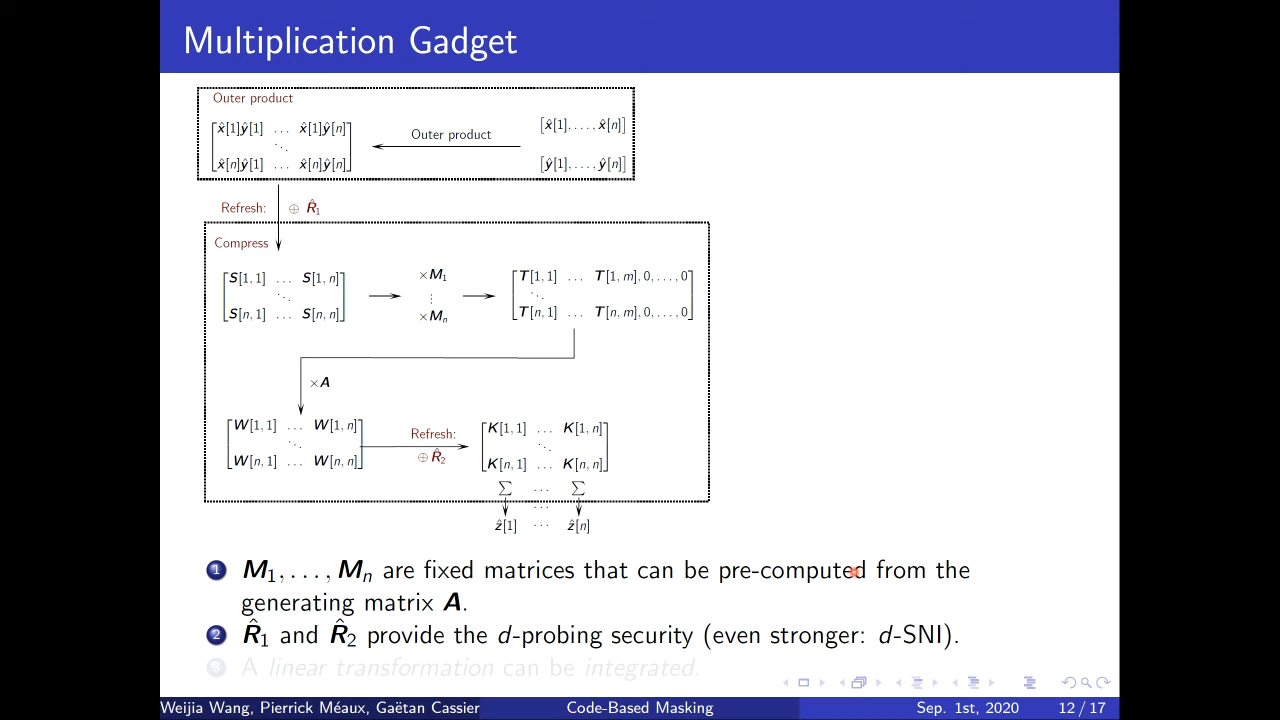 Multiplication Gadget
Outer product
x̂[1]ŷ[1] … x̂[1]ŷ[n]
⋱
x̂[n]ŷ[1] … x̂[n]ŷ[n]
Outer product
[x̂[1], …, x̂[n]]
[ŷ[1], …, ŷ[n]]
Refresh: ⊕ R̂₁
Compress
S[1, 1] … S[1, n]
⋱
S[n, 1] … S[n, n]
×M₁
⋮
×Mₙ
T[1, 1] … T[1, m], 0, …, 0
⋱
T[n, 1] … T[n, m], 0, …, 0
×A
W[1, 1] … W[1, n]
⋱
W[n, 1] … W[n, n]
Refresh:
⊕ R̂₂
K[1, 1] … K[1, n]
⋱
K[n, 1] … K[n, n]
∑ … ∑
…
ẑ[1] … ẑ[n]
1 M₁, …, Mₙ are fixed matrices that can be pre-computed from the
generating matrix A.
2 R̂₁ and R̂₂ provide the d-probing security (even stronger: d-SNI).
3 A linear transformation can be integrated.
Weijia Wang, Pierrick Méaux, Gaëtan Cassier Code-Based Masking Sep. 1st, 2020 12 / 17